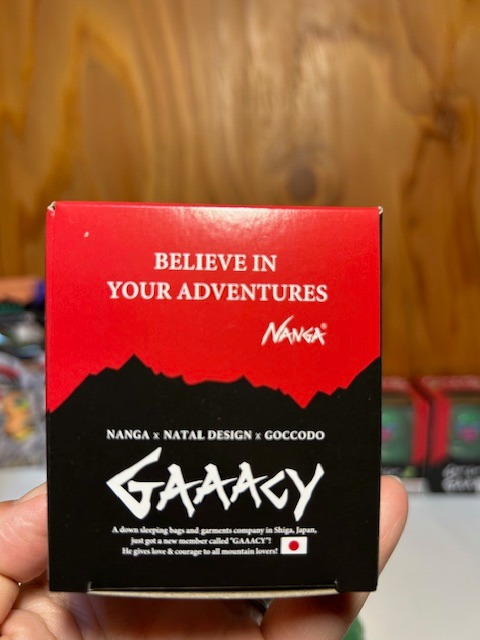 BELIEVE IN
YOUR ADVENTURES
NANGA®
NANGA x NATAL DESIGN x GOCCODO
GAAACY
A down sleeping bags and garments company in Shiga, Japan,
just got a new member called "GAAACY"!
He gives love & courage to all mountain lovers!